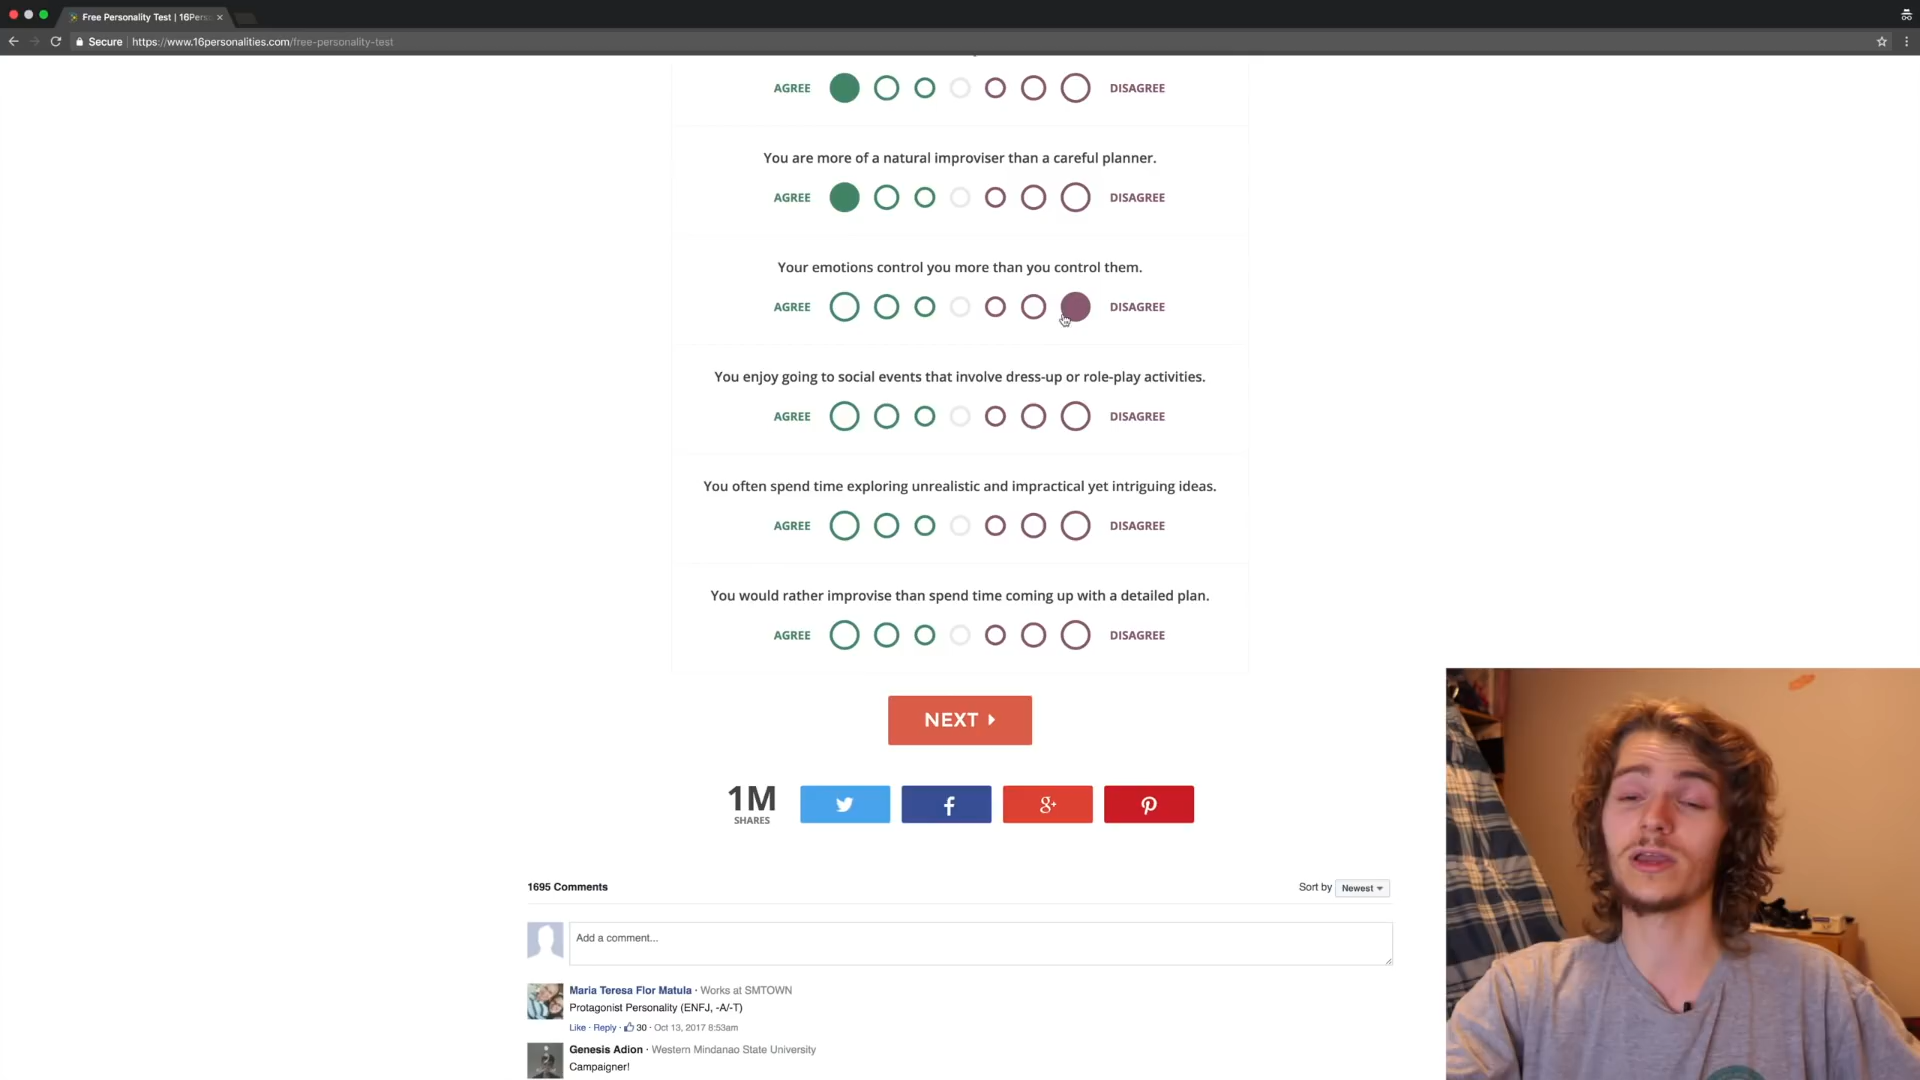 Free Personality Test | 16Pers
Secure https://www.16personalities.com/free-personality-test
AGREE DISAGREE
You are more of a natural improviser than a careful planner.
AGREE DISAGREE
Your emotions control you more than you control them.
AGREE DISAGREE
You enjoy going to social events that involve dress-up or role-play activities.
AGREE DISAGREE
You often spend time exploring unrealistic and impractical yet intriguing ideas.
AGREE DISAGREE
You would rather improvise than spend time coming up with a detailed plan.
AGREE DISAGREE
NEXT
1M
SHARES
1695 Comments
Sort by Newest
Add a comment...
Maria Teresa Flor Matula · Works at SMTOWN
Protagonist Personality (ENFJ, -A/-T)
Like · Reply · 30 · Oct 13, 2017 8:53am
Genesis Adion · Western Mindanao State University
Campaigner!